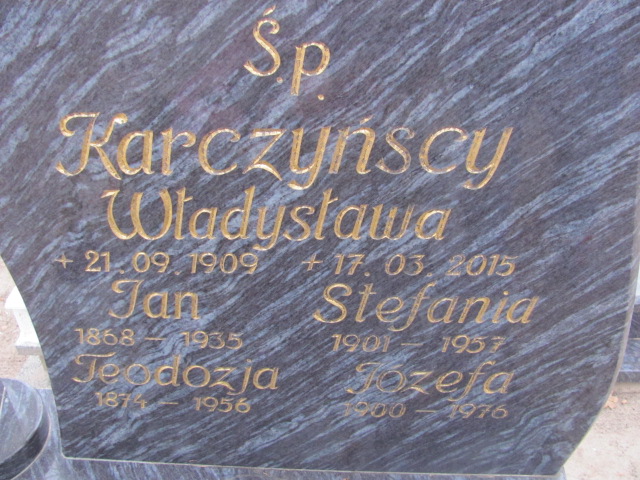 Ś.p.
Karczyńscy
Władysława
+ 21.09.1909 + 17.03.2015
Jan Stefania
1868 – 1935 1901 – 1957
Teodozja Józefa
1874 – 1956 1900 – 1976